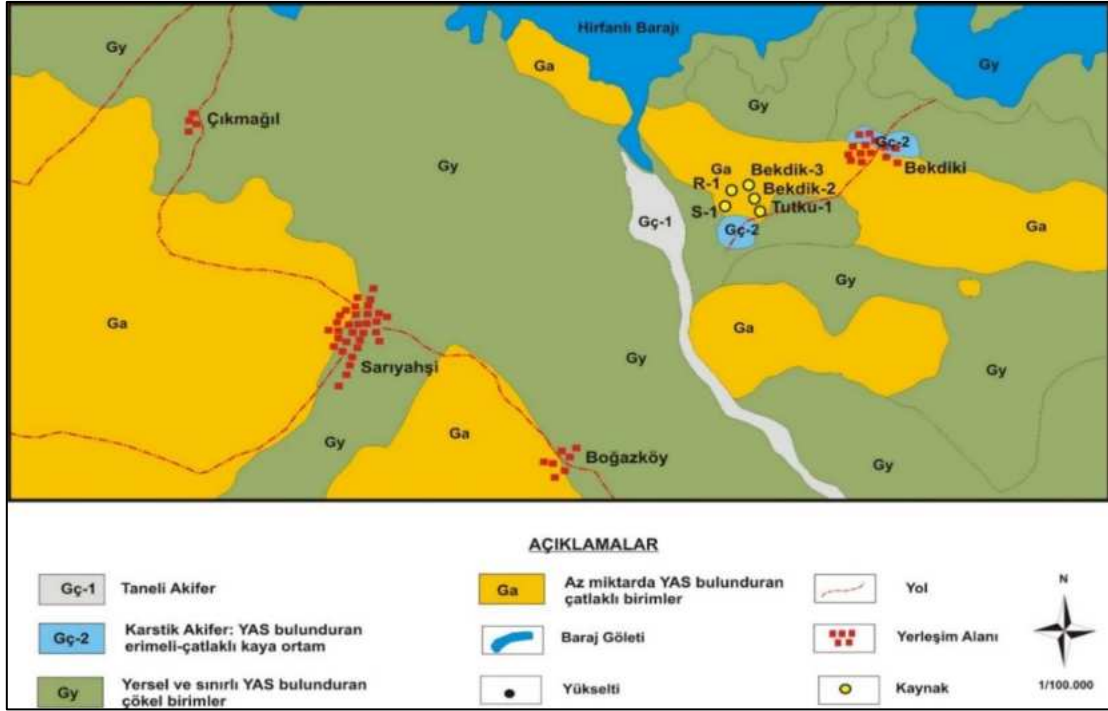 Hirfanlı Barajı
Gy
Ga
Gy
Gy
Çıkmağıl
Gç-2
Gy
Bekdiki
Ga
Bekdik-3
R-1
Bekdik-2
S-1
Tutku-1
Gç-1
Gç-2
Ga
Gy
Ga
Ga
Gy
Gy
Sarıyahşi
Ga
Gy
Boğazköy
Gy
AÇIKLAMALAR
Gç-1
Taneli Akifer
Gç-2
Karstik Akifer: YAS bulunduran
erimeli-çatlaklı kaya ortam
Gy
Yersel ve sınırlı YAS bulunduran
çökel birimler
Ga
Az miktarda YAS bulunduran
çatlaklı birimler
Baraj Göleti
Yükselti
Yol
Yerleşim Alanı
Kaynak
N
1/100.000